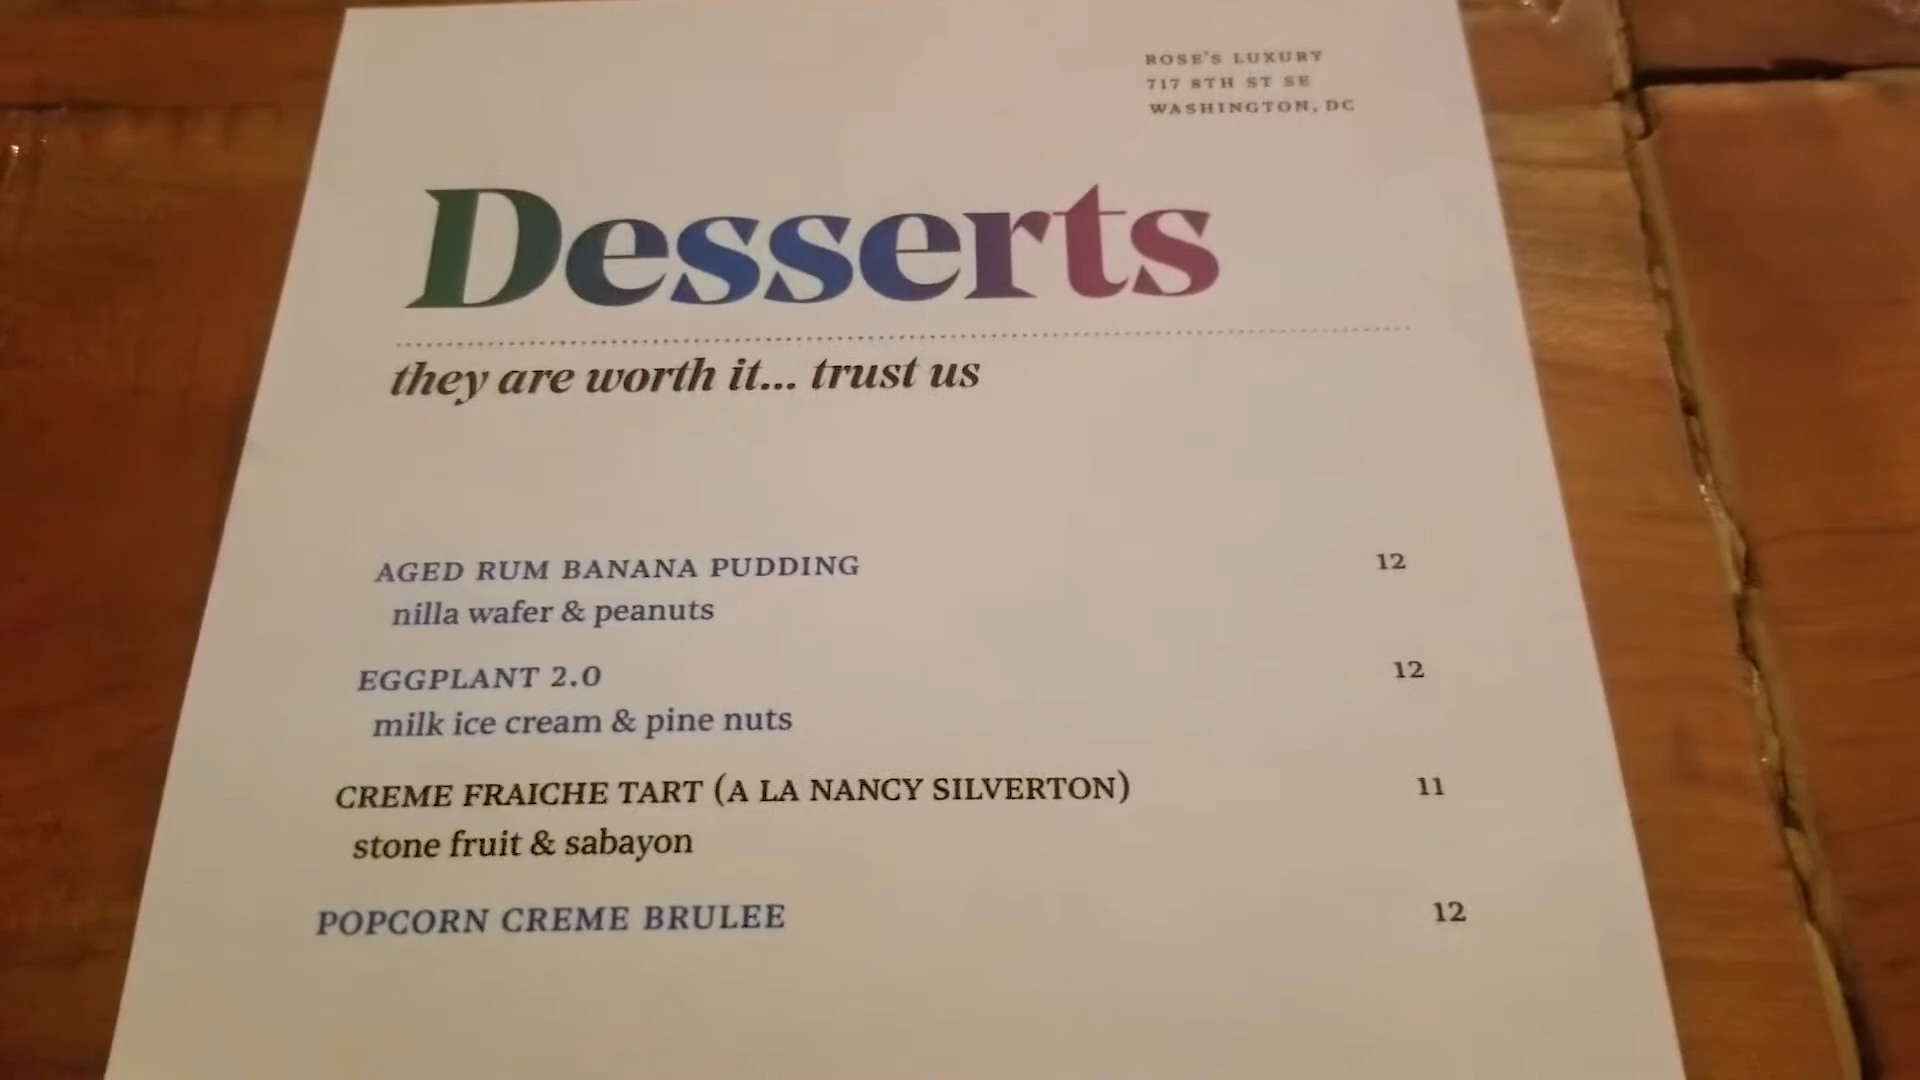 ROSE'S LUXURY
717 8TH ST SE
WASHINGTON, DC
Desserts
they are worth it... trust us
AGED RUM BANANA PUDDING 12
nilla wafer & peanuts
EGGPLANT 2.0 12
milk ice cream & pine nuts
CREME FRAICHE TART (A LA NANCY SILVERTON) 11
stone fruit & sabayon
POPCORN CREME BRULEE 12